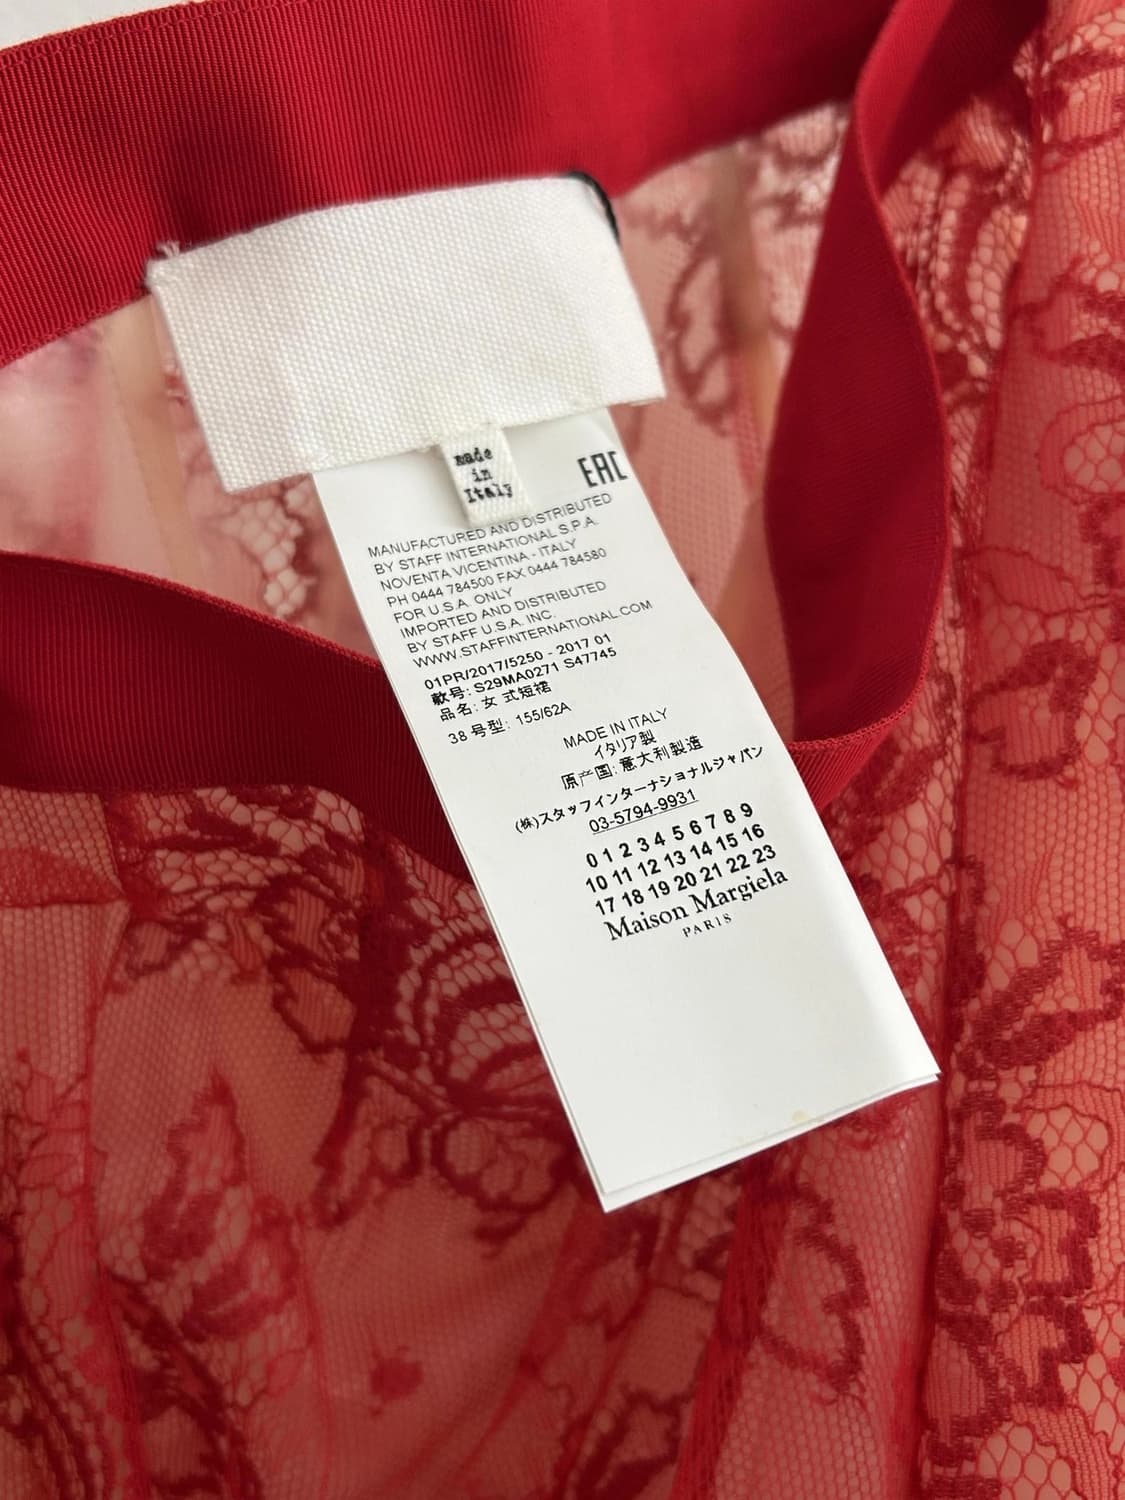 made
in
Italy
EAC
MANUFACTURED AND DISTRIBUTED
BY STAFF INTERNATIONAL S.P.A.
NOVENTA VICENTINA - ITALY
PH 0444 784500 FAX 0444 784580
FOR U.S.A. ONLY
IMPORTED AND DISTRIBUTED
BY STAFF U.S.A. INC.
WWW.STAFFINTERNATIONAL.COM
01PR/2017/5250 - 2017 01
款号: S29MA0271 S47745
品名: 女 式短裙
38 号型: 155/62A
MADE IN ITALY
イタリア製
原产国: 意大利製造
(株)スタッフインターナショナルジャパン
03-5794-9931
0 1 2 3 4 5 6 7 8 9
10 11 12 13 14 15 16
17 18 19 20 21 22 23
Maison Margiela
PARIS